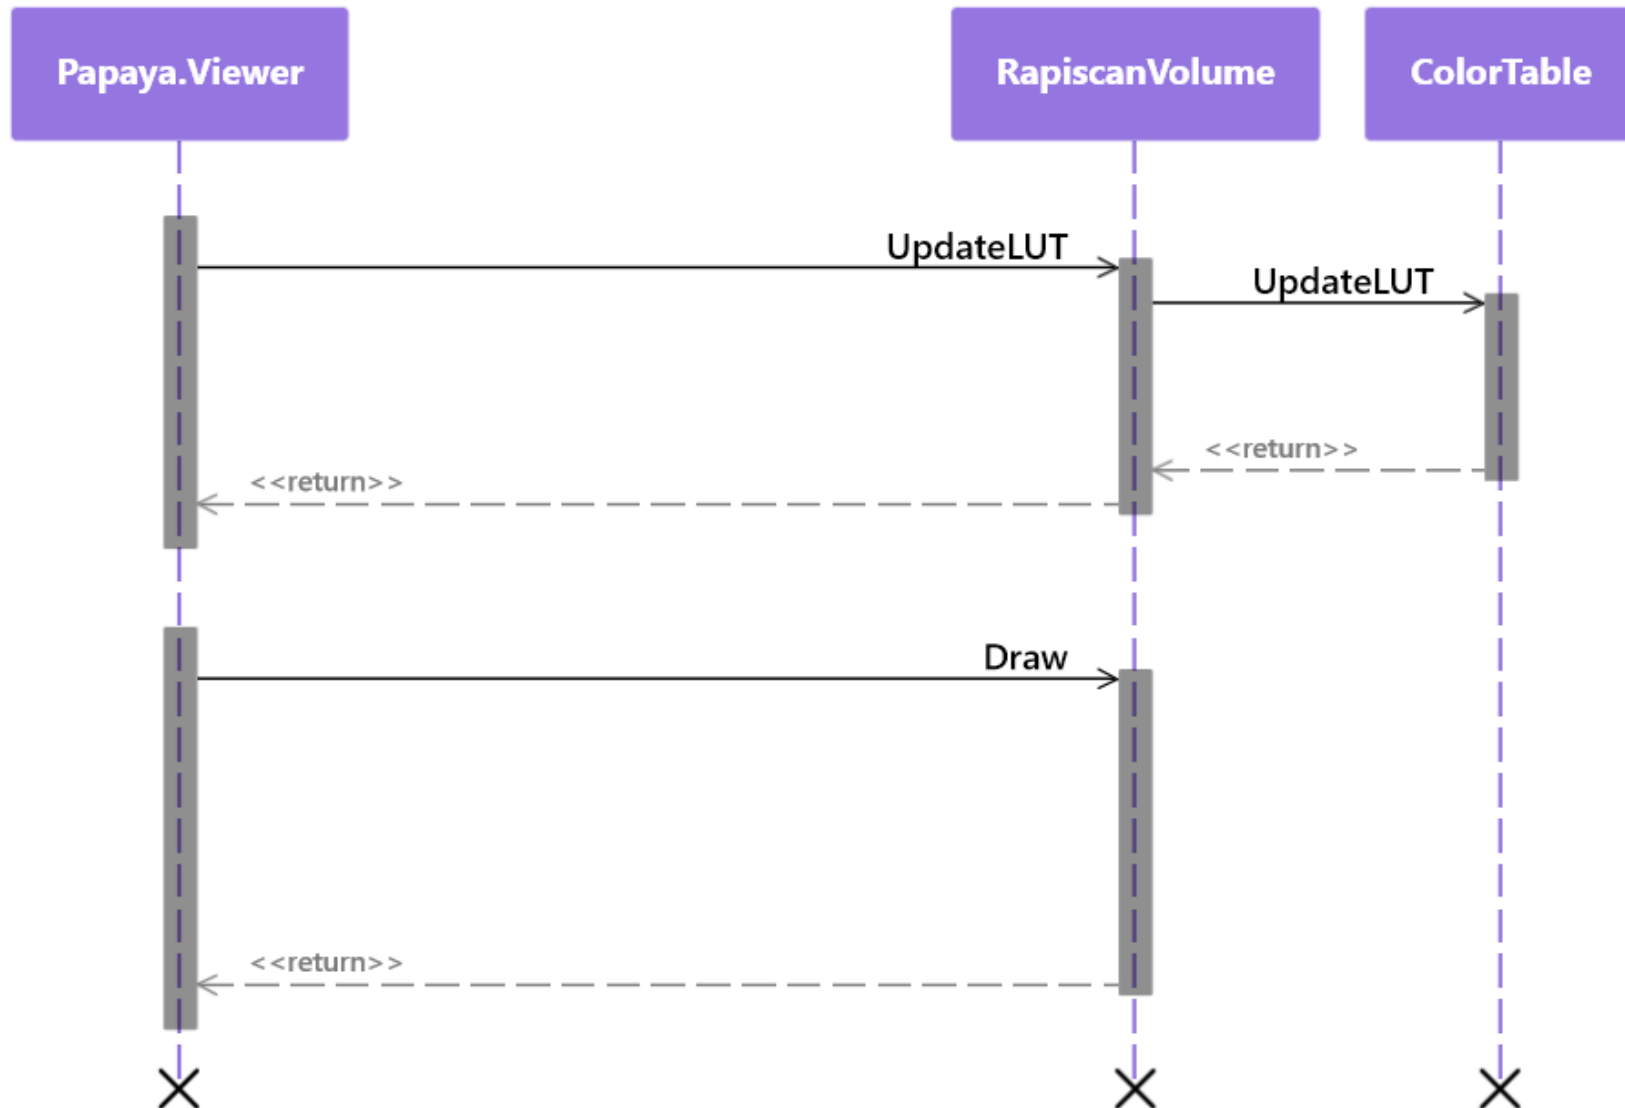 Papaya.Viewer
RapiscanVolume
ColorTable
UpdateLUT
UpdateLUT
<<return>>
<<return>>
Draw
<<return>>